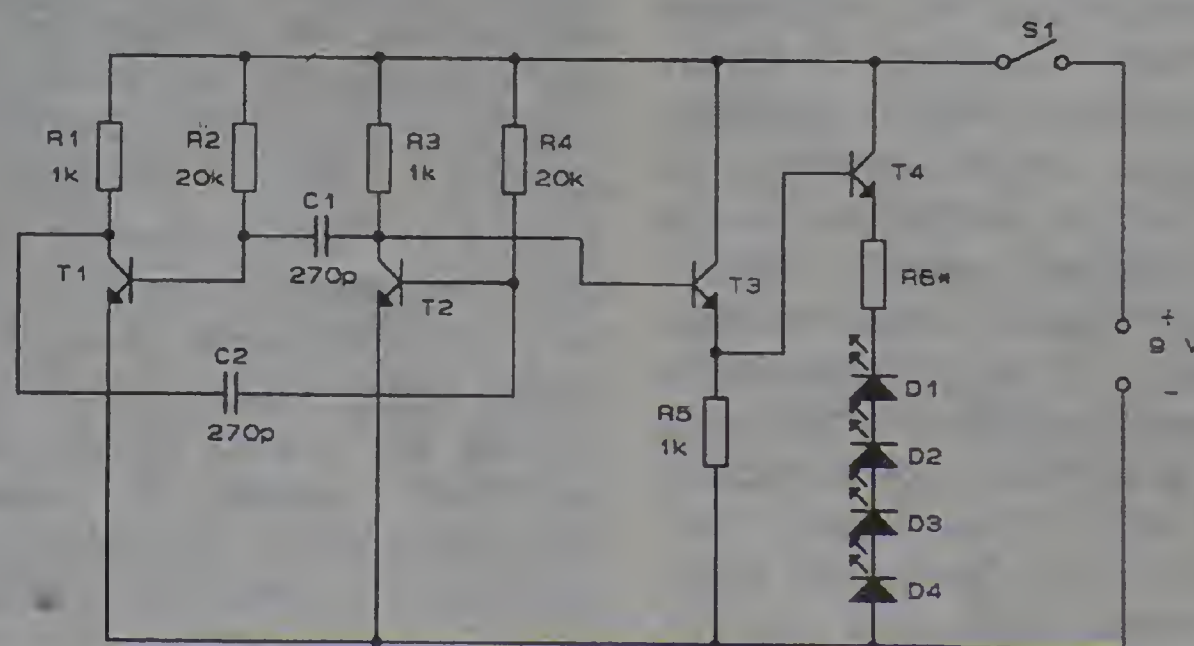 S1
R1
1k
R2
20k
R3
1k
R4
20k
C1
270p
T1
T2
T3
T4
R6*
C2
270p
R5
1k
D1
D2
D3
D4
+
9 V
-